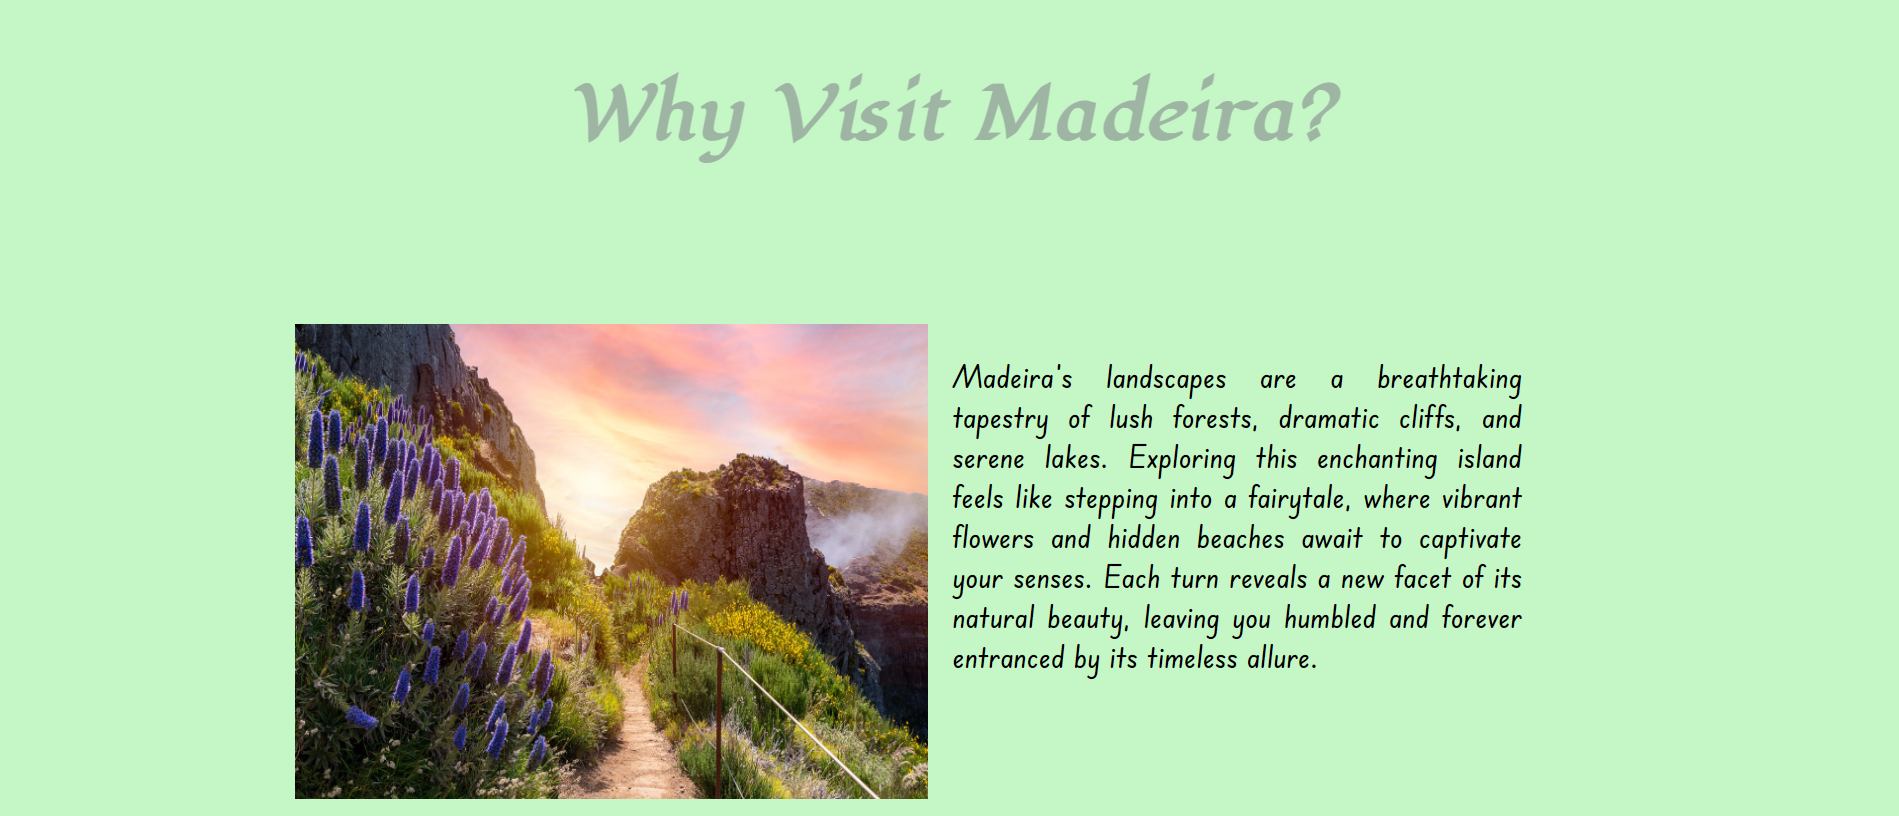 Why Visit Madeira?
Madeira's landscapes are a breathtaking
tapestry of lush forests, dramatic cliffs, and
serene lakes. Exploring this enchanting island
feels like stepping into a fairytale, where vibrant
flowers and hidden beaches await to captivate
your senses. Each turn reveals a new facet of its
natural beauty, leaving you humbled and forever
entranced by its timeless allure.